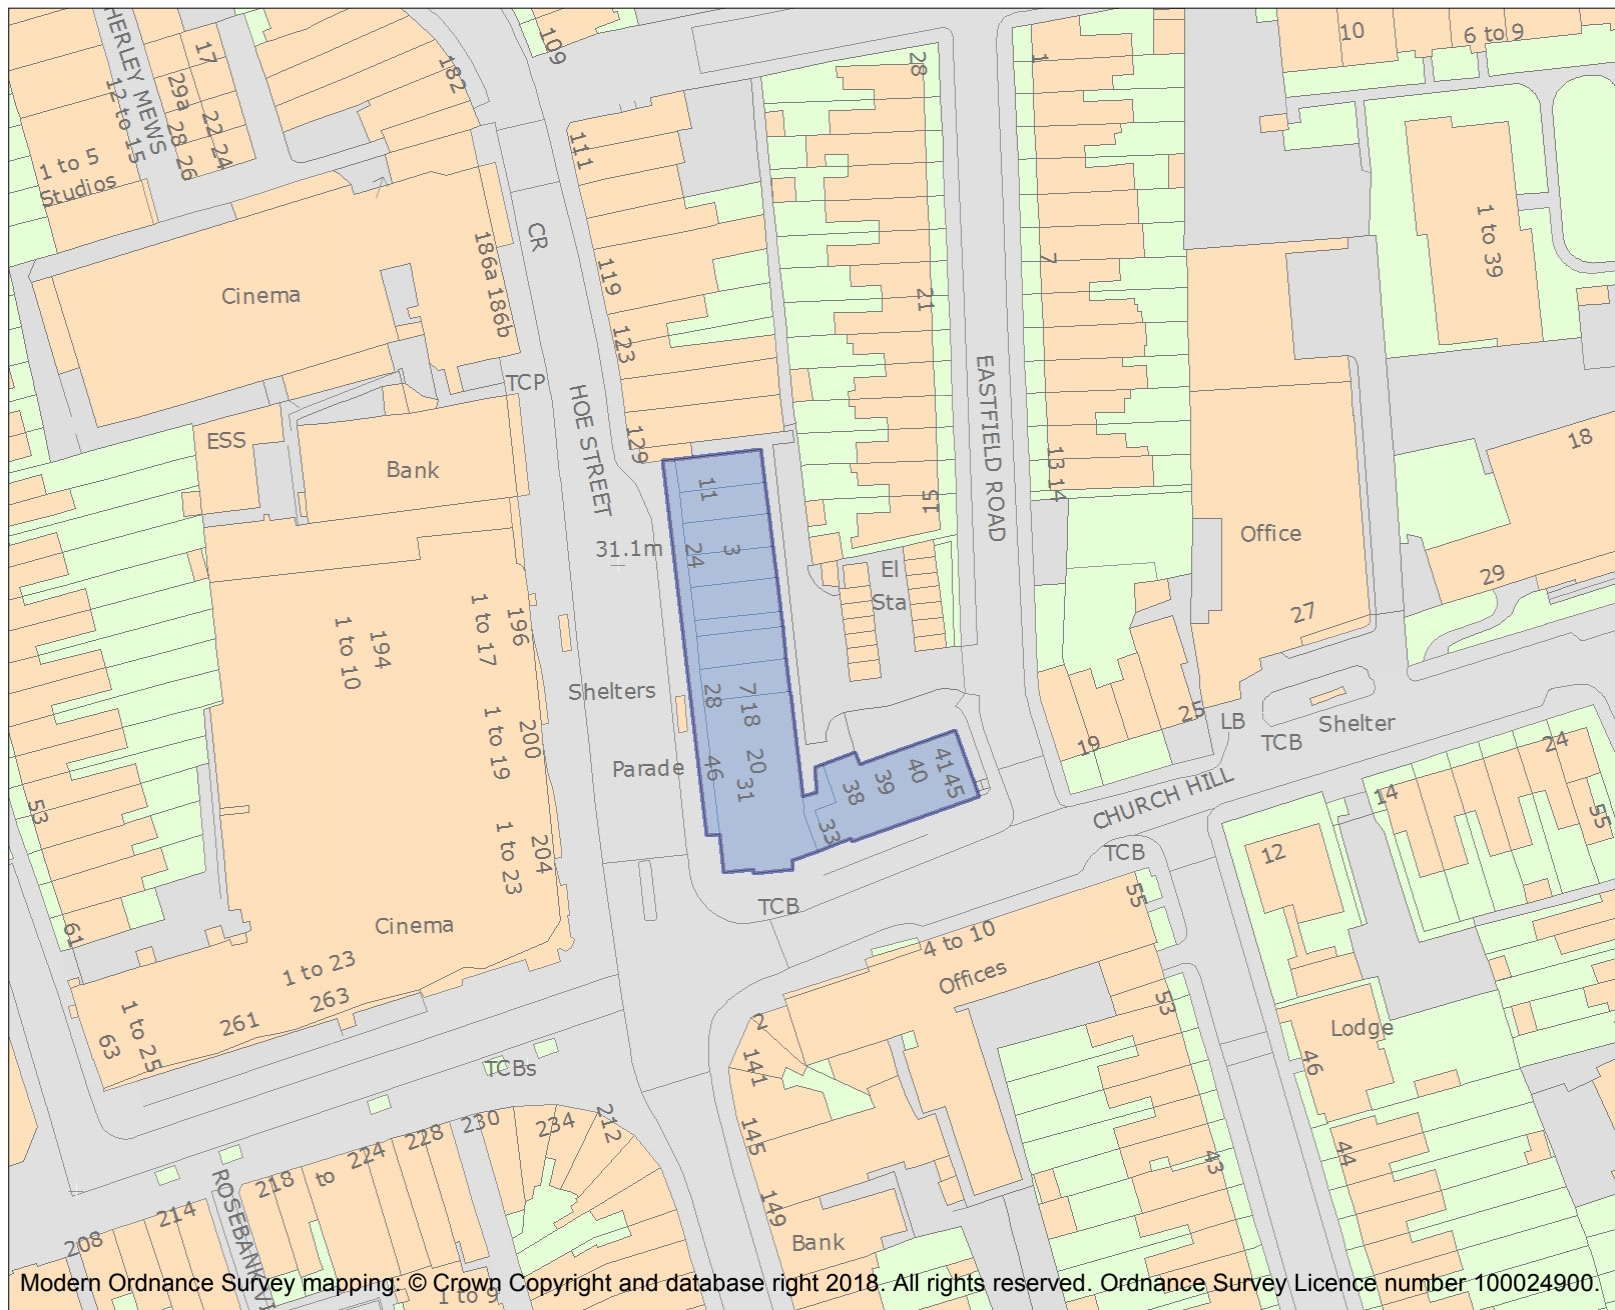 HERLEY MEWS
12 to 15
17
29a 28 26
22 24
1 to 5
Studios
182
109
111
28
1
10
6 to 9
1 to 39
CR
186a 186b
Cinema
119
123
7
21
TCP
HOE STREET
129
EASTFIELD ROAD
ESS
Bank
11
13 14
15
18
31.1m
24
3
El
Sta
Office
29
27
196
1 to 17
194
1 to 10
Shelters
28
7
18
25
LB
TCB
Shelter
19
24
200
1 to 19
Parade
46
20
31
38
39
40
41
45
33
CHURCH HILL
14
55
53
204
1 to 23
12
TCB
TCB
55
61
Cinema
4 to 10
Offices
1 to 23
263
261
1 to 25
63
53
2
141
Lodge
46
TCBs
230
234
212
228
224
to
218
145
43
44
ROSEBANK VI
214
208
149
Bank
1 to 9
Modern Ordnance Survey mapping: © Crown Copyright and database right 2018. All rights reserved. Ordnance Survey Licence number 100024900.